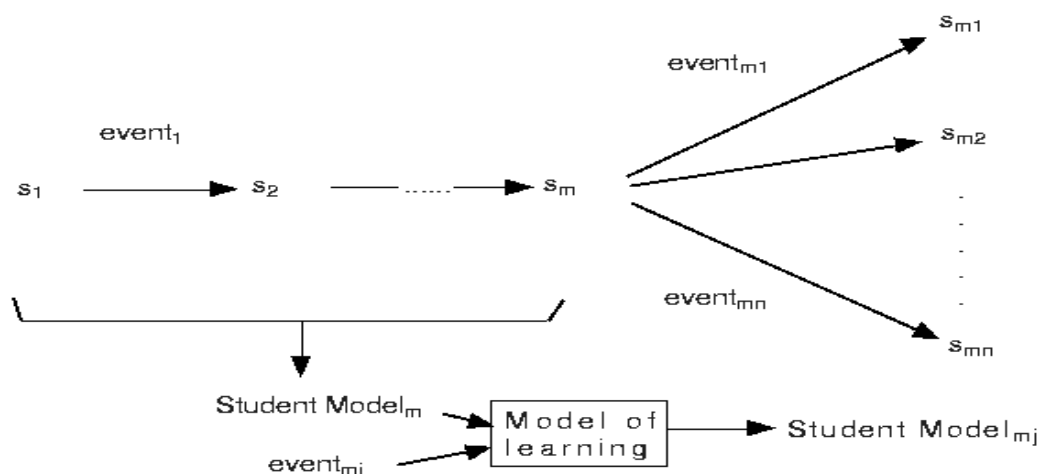 s_m1
event_m1
event_1
s_m2
s_1 s_2 ...... s_m
event_mn
s_mn
Student Model_m
Model of
learning
Student Model_mj
event_mj